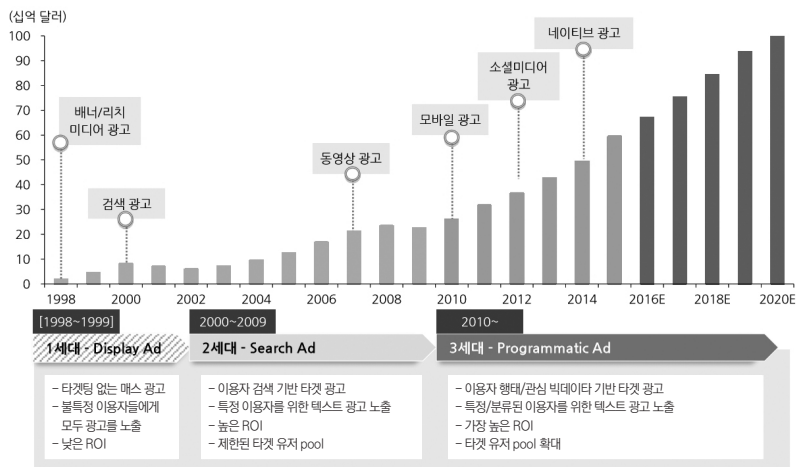 (십억 달러)
100
90
80
70
60
50
40
30
20
10
0
배너/리치
미디어 광고
검색 광고
동영상 광고
모바일 광고
소셜미디어
광고
네이티브 광고
1998 2000 2002 2004 2006 2008 2010 2012 2014 2016E 2018E 2020E
[1998~1999] 2000~2009 2010~
1세대 - Display Ad
2세대 - Search Ad
3세대 - Programmatic Ad
– 타겟팅 없는 매스 광고
– 불특정 이용자들에게
모두 광고를 노출
– 낮은 ROI
– 이용자 검색 기반 타겟 광고
– 특정 이용자를 위한 텍스트 광고 노출
– 높은 ROI
– 제한된 타겟 유저 pool
– 이용자 행태/관심 빅데이타 기반 타겟 광고
– 특정/분류된 이용자를 위한 텍스트 광고 노출
– 가장 높은 ROI
– 타겟 유저 pool 확대